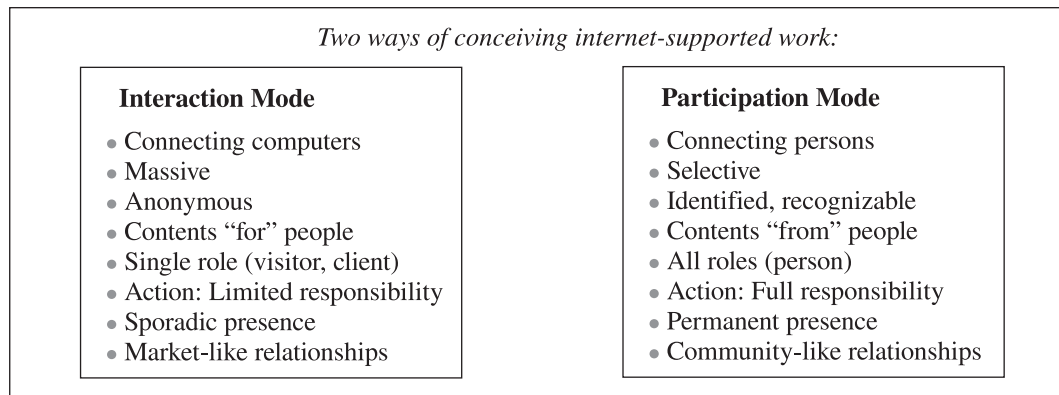 Two ways of conceiving internet-supported work:
Interaction Mode
• Connecting computers
• Massive
• Anonymous
• Contents “for” people
• Single role (visitor, client)
• Action: Limited responsibility
• Sporadic presence
• Market-like relationships
Participation Mode
• Connecting persons
• Selective
• Identified, recognizable
• Contents “from” people
• All roles (person)
• Action: Full responsibility
• Permanent presence
• Community-like relationships